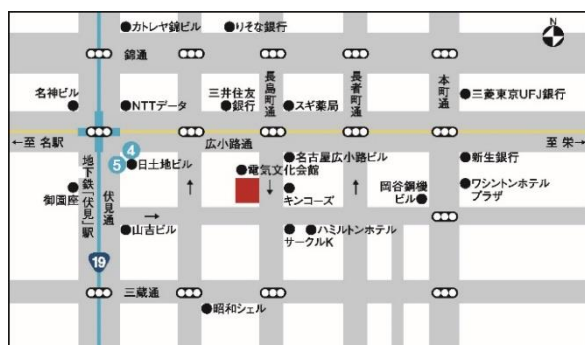 カトレヤ錦ビル
りそな銀行
N
錦通
名神ビル
NTTデータ
三井住友
銀行
長島町通
スギ薬局
長者町通
本町通
三菱東京UFJ銀行
←至 名駅
広小路通
至 栄→
4
5
日土地ビル
電気文化会館
名古屋広小路ビル
新生銀行
地下鉄「伏見」駅
伏見通
御園座
キンコーズ
岡谷鋼機
ビル
ワシントンホテル
プラザ
山吉ビル
サークルK
ハミルトンホテル
19
三蔵通
昭和シェル